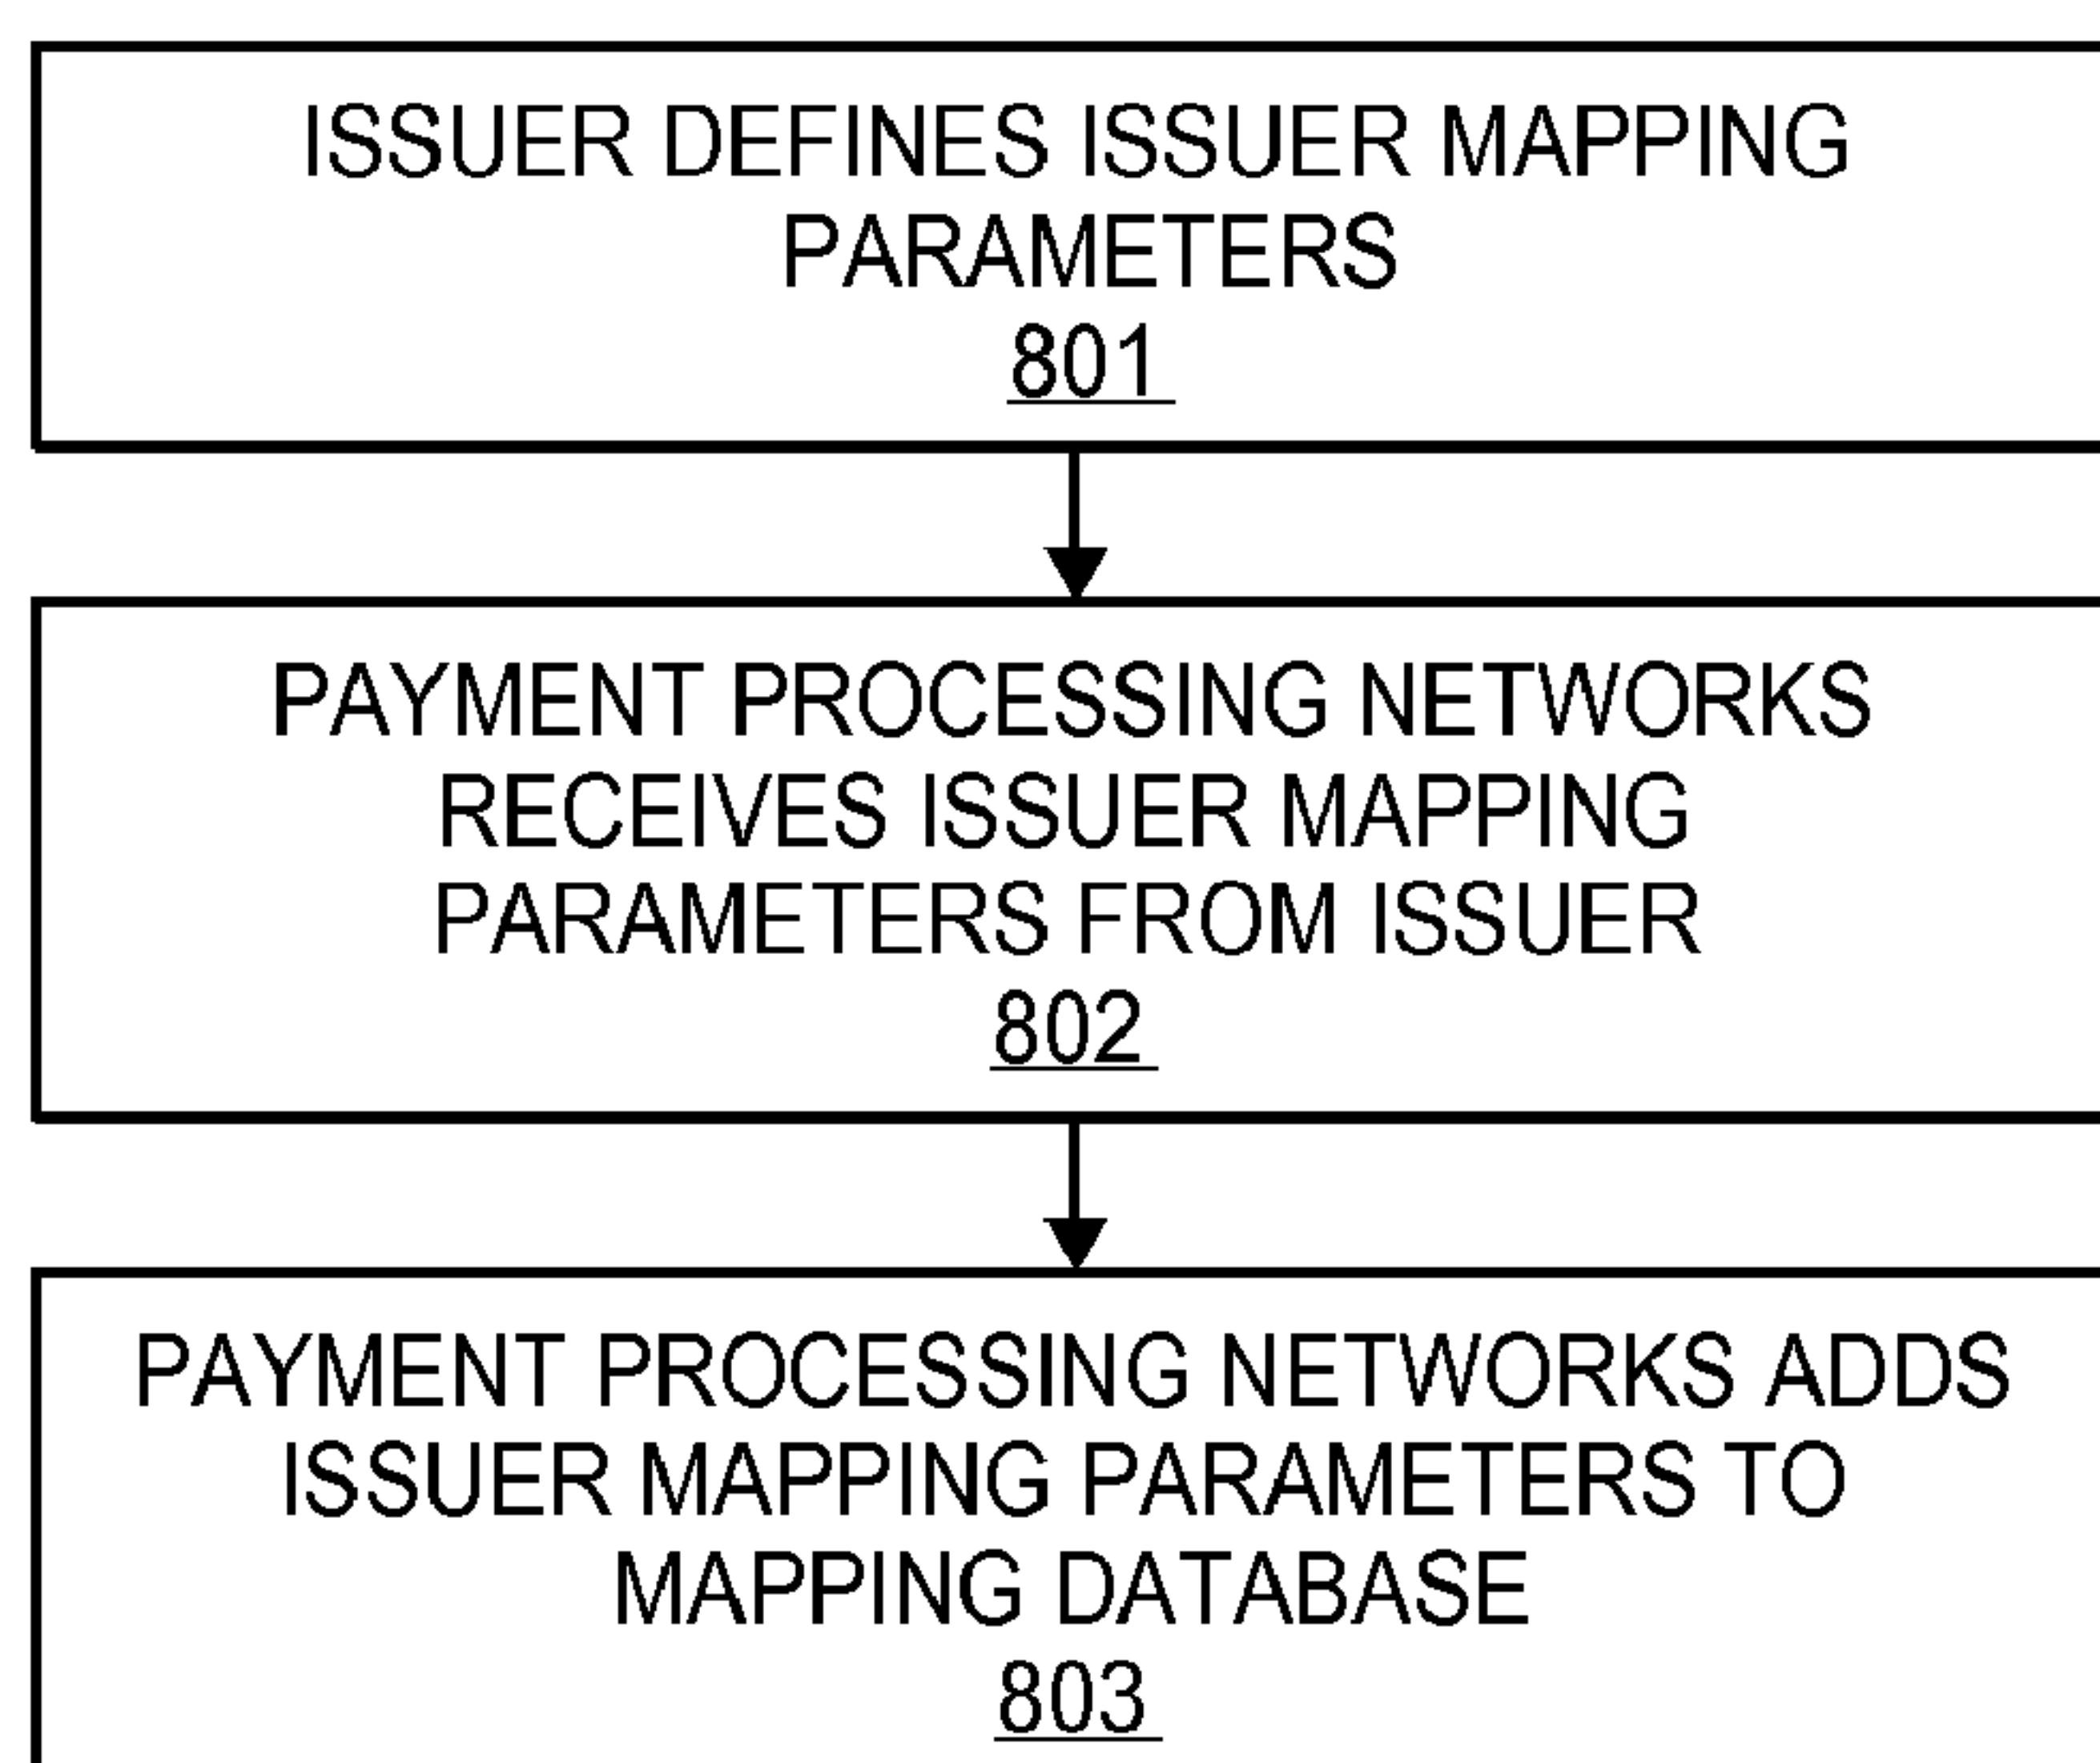 ISSUER DEFINES ISSUER MAPPING
PARAMETERS
801
PAYMENT PROCESSING NETWORKS
RECEIVES ISSUER MAPPING
PARAMETERS FROM ISSUER
802
PAYMENT PROCESSING NETWORKS ADDS
ISSUER MAPPING PARAMETERS TO
MAPPING DATABASE
803